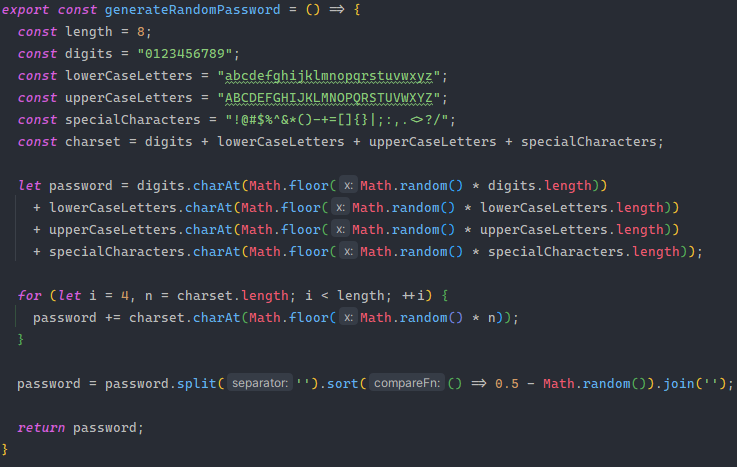 export const generateRandomPassword = () => {
  const length = 8;
  const digits = "0123456789";
  const lowerCaseLetters = "abcdefghijklmnopqrstuvwxyz";
  const upperCaseLetters = "ABCDEFGHIJKLMNOPQRSTUVWXYZ";
  const specialCharacters = "!@#$%^&*()-+=[]{}|;:,.<>?/";
  const charset = digits + lowerCaseLetters + upperCaseLetters + specialCharacters;
  let password = digits.charAt(Math.floor( x: Math.random() * digits.length))
    + lowerCaseLetters.charAt(Math.floor( x: Math.random() * lowerCaseLetters.length))
    + upperCaseLetters.charAt(Math.floor( x: Math.random() * upperCaseLetters.length))
    + specialCharacters.charAt(Math.floor( x: Math.random() * specialCharacters.length));
  for (let i = 4, n = charset.length; i < length; ++i) {
    password += charset.charAt(Math.floor( x: Math.random() * n));
  }
  password = password.split( separator: '').sort( compareFn: () => 0.5 - Math.random()).join('');
  return password;
}